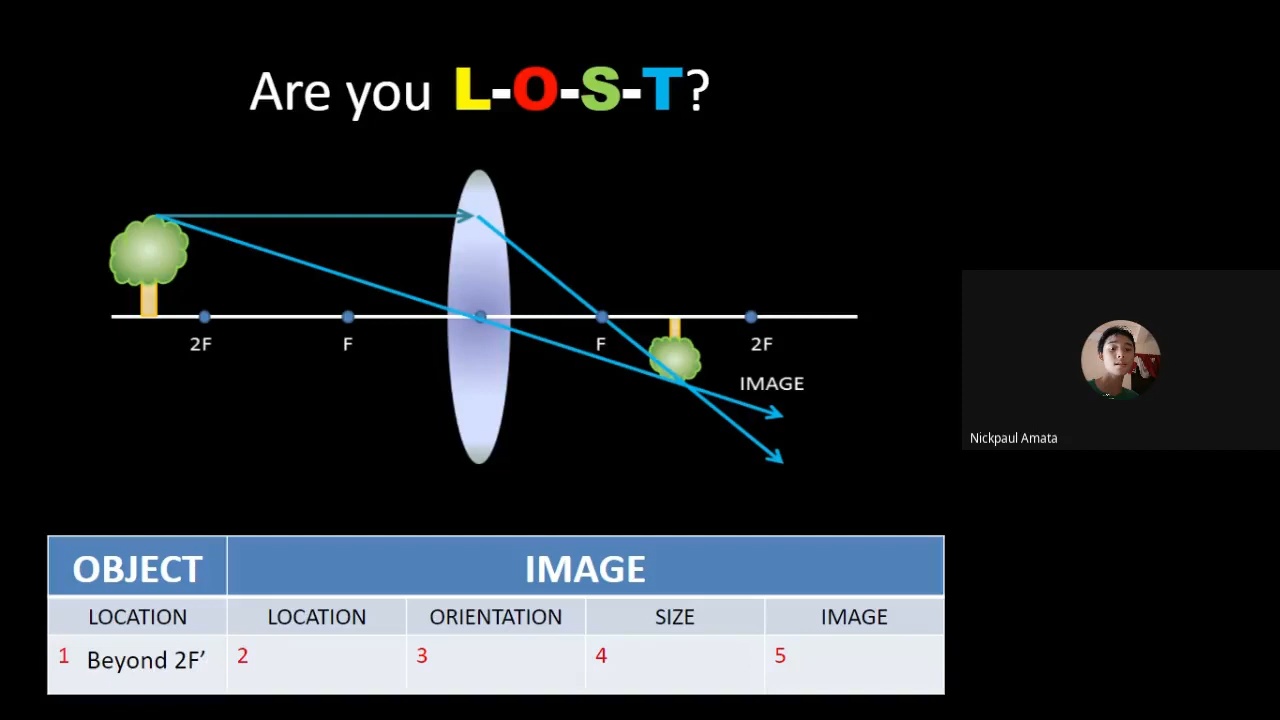 Are you L-O-S-T?
2F F F 2F
IMAGE
Nickpaul Amata
OBJECT IMAGE
LOCATION LOCATION ORIENTATION SIZE IMAGE
1 Beyond 2F’ 2 3 4 5